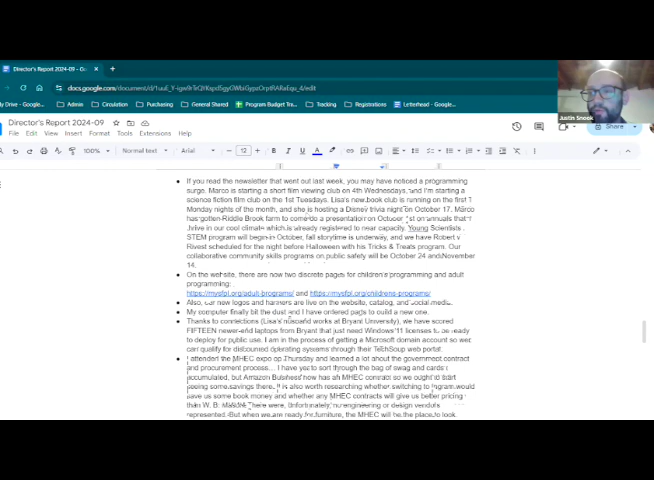 Director's Report 2024-09
docs.google.com/document/d/
Admin Circulation Purchasing General Shared Program Budget Tra... Tracking Registrations Letterhead - Google...
Justin Snook
Director's Report 2024-09
File Edit View Insert Format Tools Extensions Help
Share
100% Normal text Arial 12
If you read the newsletter that went out last week, you may have noticed a programming
surge. Marco is starting a short film viewing club on 4th Wednesdays, and I'm starting a
science fiction film club on the 1st Tuesdays. Lisa's new book club is running on the first
Monday nights of the month, and she is hosting a Disney trivia night on October 17. Marco
has gotten Riddle Brook farm to come do a presentation on October 1st on annuals that
thrive in our cool climate which is already registered to near capacity. Young Scientists
STEM program will begin in October, fall storytime is underway, and we have Robert
Rivest scheduled for the night before Halloween with his Tricks & Treats program. Our
collaborative community skills programs on public safety will be October 24 and November
14.
On the website, there are now two discrete pages for children's programming and adult
programming:
https://mysfpl.org/adult-programs/ and https://mysfpl.org/childrens-programs/
Also, our new logos and banners are live on the website, catalog, and social media.
My computer finally bit the dust and I have ordered parts to build a new one.
Thanks to connections (Lisa's husband works at Bryant University), we have scored
FIFTEEN newer-end laptops from Bryant that just need Windows 11 licenses to be ready
to deploy for public use. I am in the process of getting a Microsoft domain account so we
can qualify for discounted operating systems through their TechSoup web portal.
I attended the MHEC expo on Thursday and learned a lot about the government contract
and procurement process... I have yet to sort through the bag of swag and cards I
accumulated, but Amazon Business now has an MHEC contract so we ought to start
seeing some savings there. It is also worth researching whether switching to Ingram would
save us some book money and whether any MHEC contracts will give us better pricing
than W. B. Mason. There were, unfortunately, no engineering or design vendors
represented. But when we are ready for furniture, the MHEC will be the place to look.